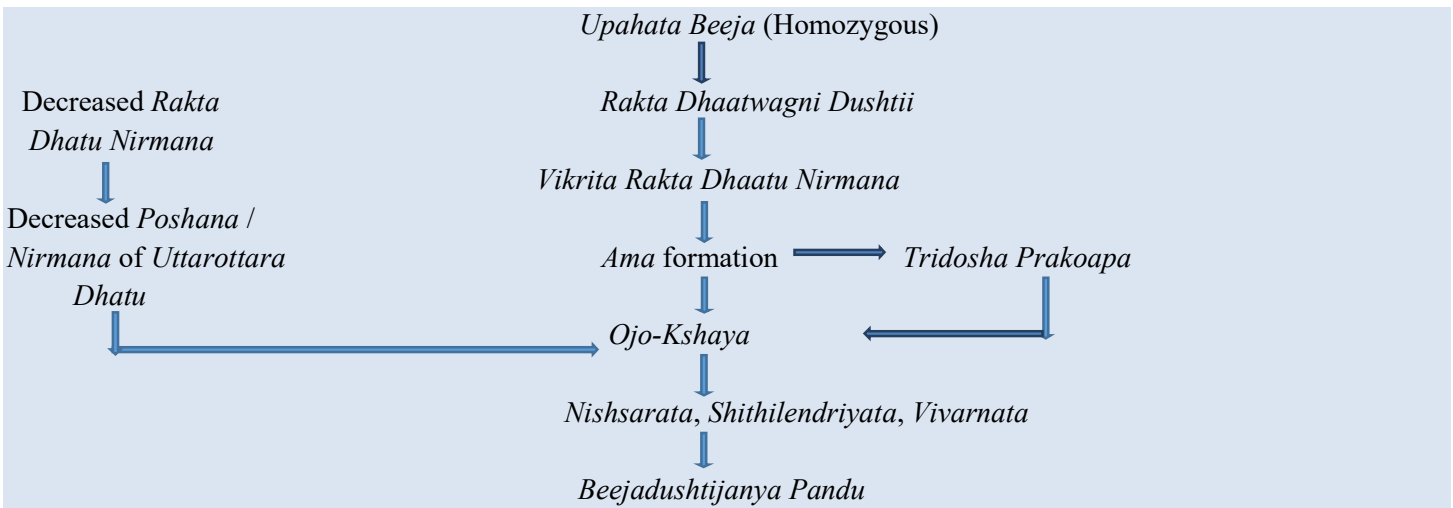 Upahata Beeja (Homozygous)
Decreased Rakta
Dhatu Nirmana
Rakta Dhaatwagni Dushtii
Vikrita Rakta Dhaatu Nirmana
Decreased Poshana /
Nirmana of Uttarottara
Dhatu
Ama formation
Tridosha Prakoapa
Ojo-Kshaya
Nishsarata, Shithilendriyata, Vivarnata
Beejadushtijanya Pandu